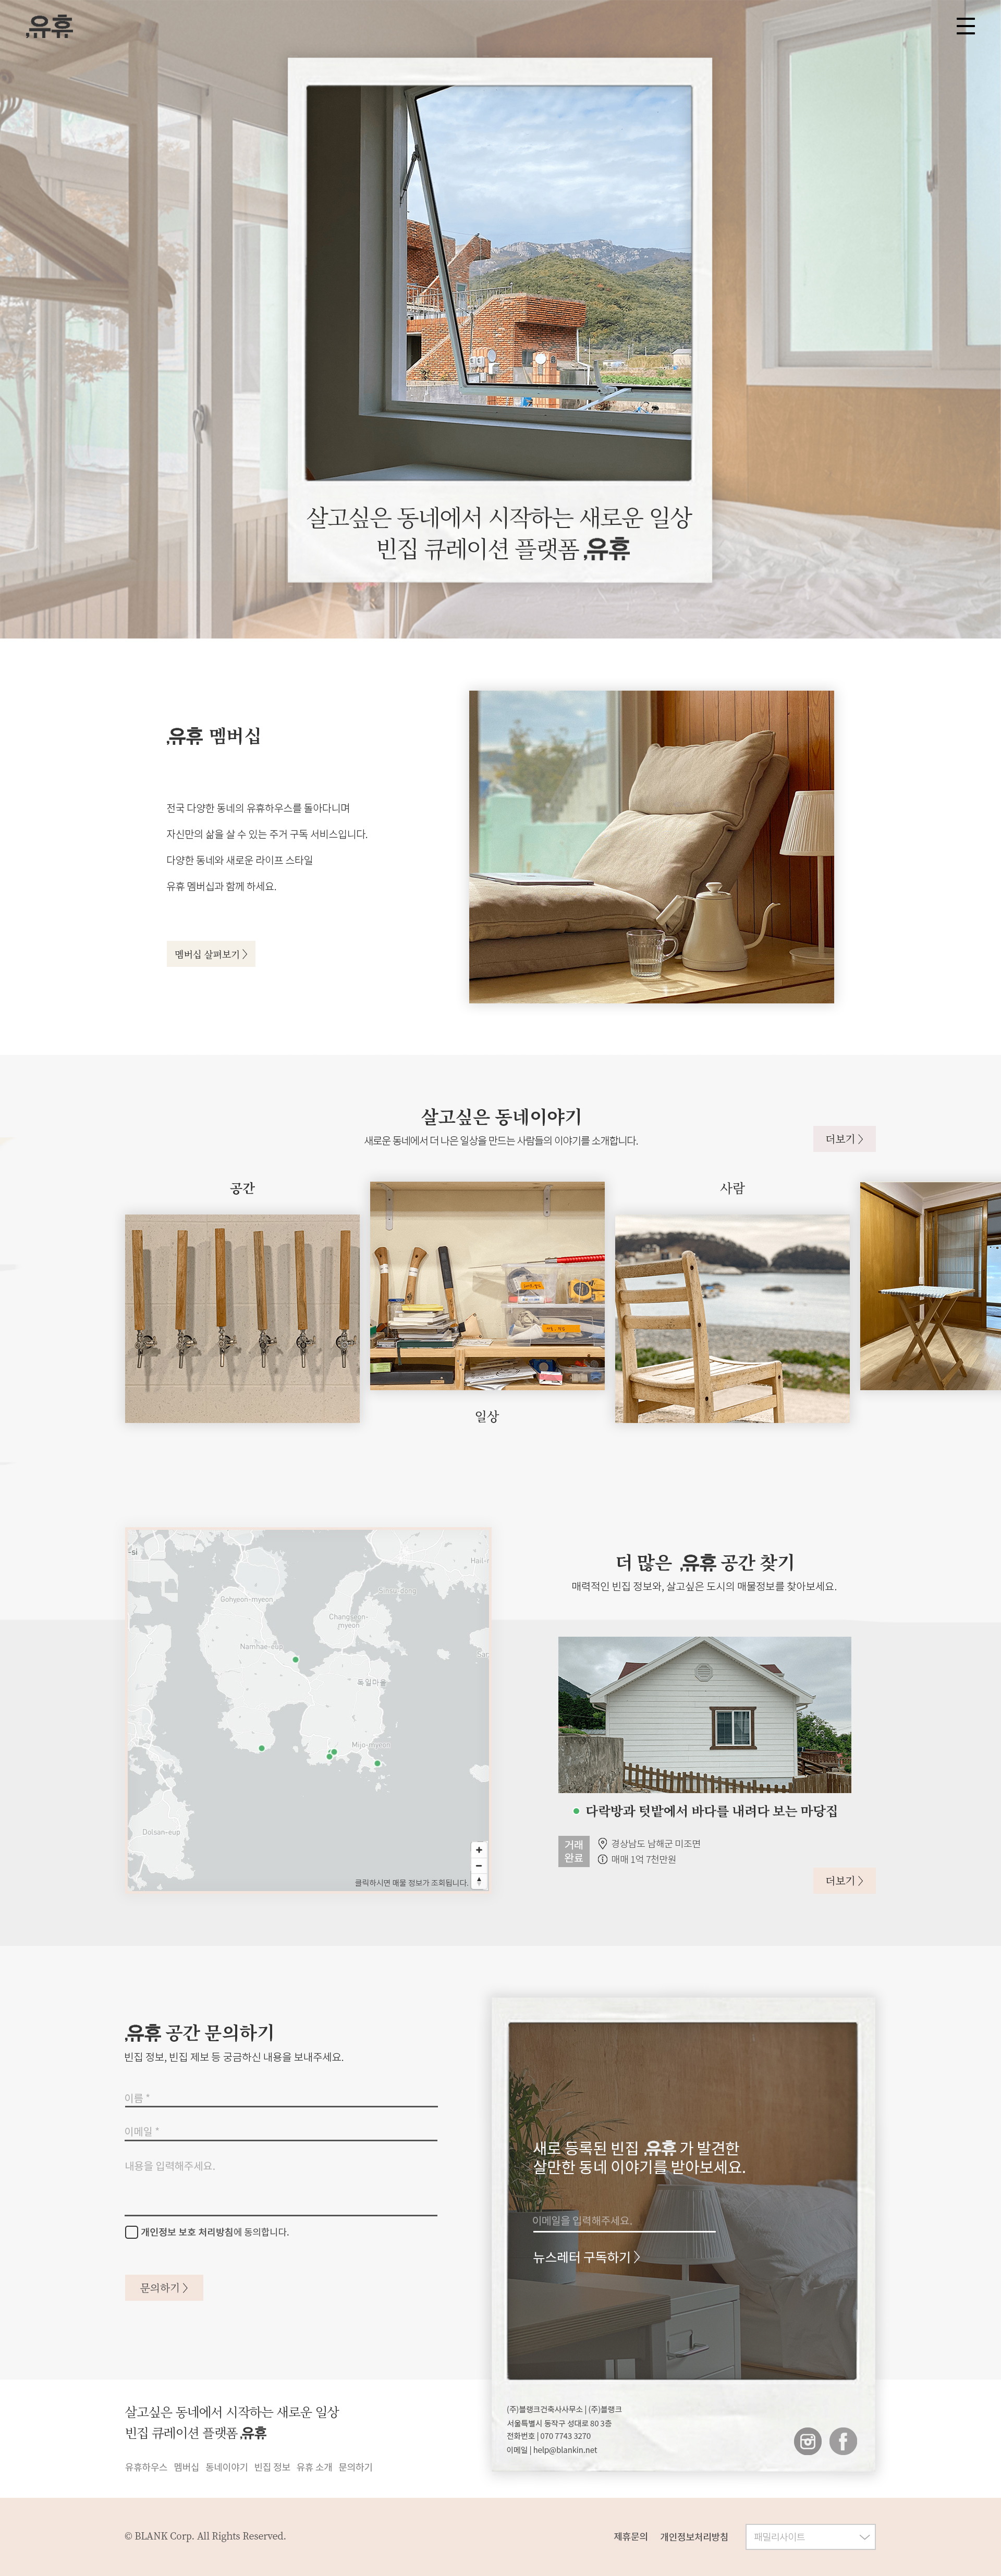 ,유휴
살고싶은 동네에서 시작하는 새로운 일상
빈집 큐레이션 플랫폼 ,유휴
,유휴 멤버십
전국 다양한 동네의 유휴하우스를 돌아다니며
자신만의 삶을 살 수 있는 주거 구독 서비스입니다.
다양한 동네와 새로운 라이프 스타일
유휴 멤버십과 함께 하세요.
멤버십 살펴보기 >
살고싶은 동네이야기
새로운 동네에서 더 나은 일상을 만드는 사람들의 이야기를 소개합니다.
더보기 >
공간
사람
일상
더 많은 ,유휴 공간 찾기
매력적인 빈집 정보와, 살고싶은 도시의 매물정보를 찾아보세요.
-si
Gohyeon-myeon
Changseon-
myeon
Namhae-eup
독일마을
Mijo-myeon
Dolsan-eup
클릭하시면 매물 정보가 조회됩니다.
다락방과 텃밭에서 바다를 내려다 보는 마당집
거래
완료
경상남도 남해군 미조면
매매 1억 7천만원
더보기 >
,유휴 공간 문의하기
빈집 정보, 빈집 제보 등 궁금하신 내용을 보내주세요.
이름 *
이메일 *
내용을 입력해주세요.
개인정보 보호 처리방침에 동의합니다.
문의하기 >
새로 등록된 빈집 ,유휴 가 발견한
살만한 동네 이야기를 받아보세요.
이메일을 입력해주세요.
뉴스레터 구독하기 >
살고싶은 동네에서 시작하는 새로운 일상
빈집 큐레이션 플랫폼 ,유휴
유휴하우스 멤버십 동네이야기 빈집 정보 유휴 소개 문의하기
(주)블랭크건축사사무소 | (주)블랭크
서울특별시 동작구 성대로 80 3층
전화번호 | 070 7743 3270
이메일 | help@blankin.net
© BLANK Corp. All Rights Reserved.
제휴문의 개인정보처리방침 패밀리사이트